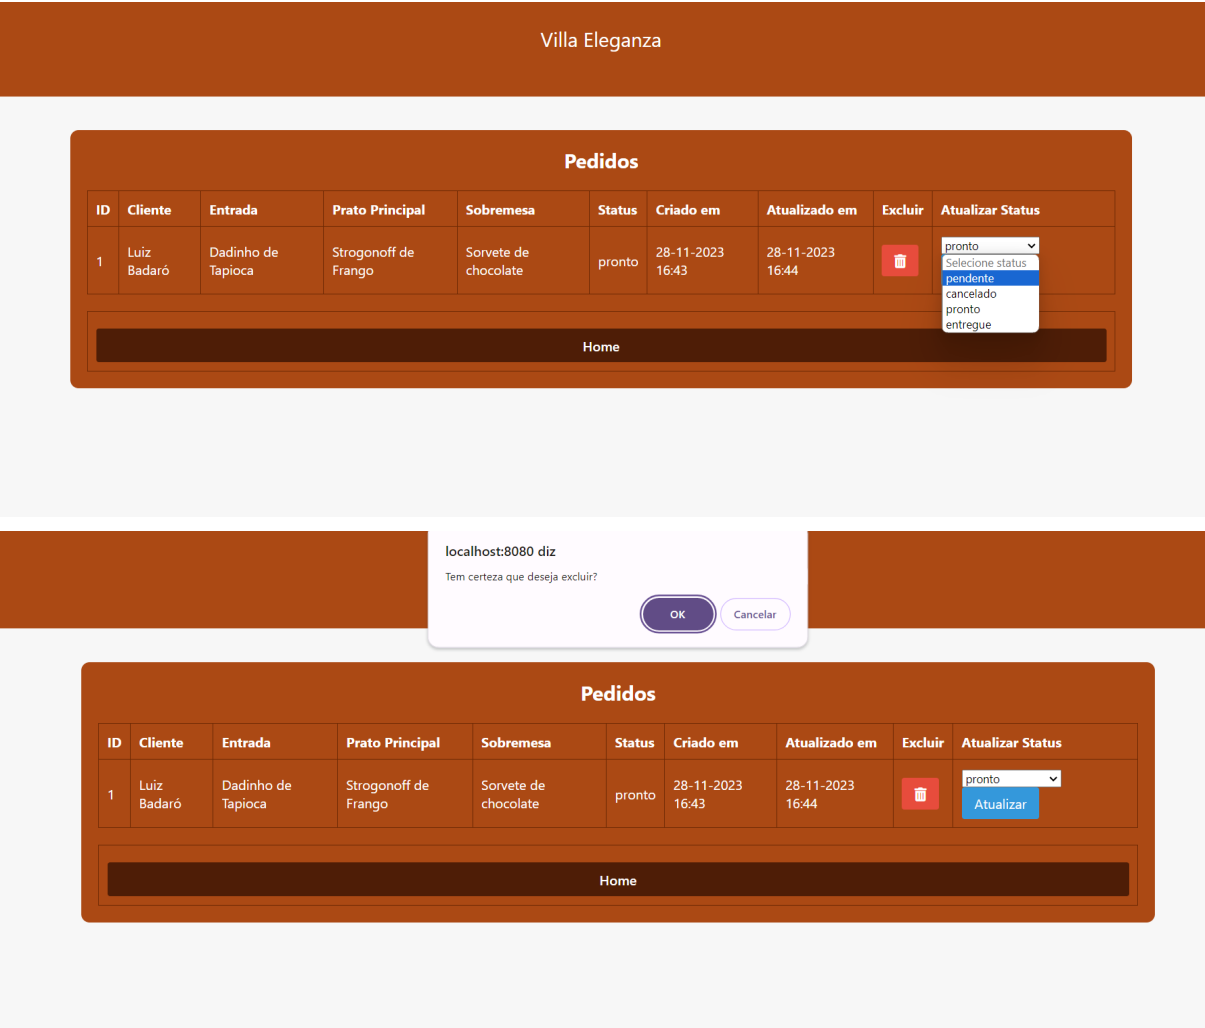 Villa Eleganza
Pedidos
ID Cliente Entrada Prato Principal Sobremesa Status Criado em Atualizado em Excluir Atualizar Status
1 Luiz Badaró Dadinho de Tapioca Strogonoff de Frango Sorvete de chocolate pronto 28-11-2023 16:43 28-11-2023 16:44 pronto
Selecione status
pendente
cancelado
pronto
entregue
Home
localhost:8080 diz
Tem certeza que deseja excluir?
OK Cancelar
Pedidos
ID Cliente Entrada Prato Principal Sobremesa Status Criado em Atualizado em Excluir Atualizar Status
1 Luiz Badaró Dadinho de Tapioca Strogonoff de Frango Sorvete de chocolate pronto 28-11-2023 16:43 28-11-2023 16:44 pronto
Atualizar
Home